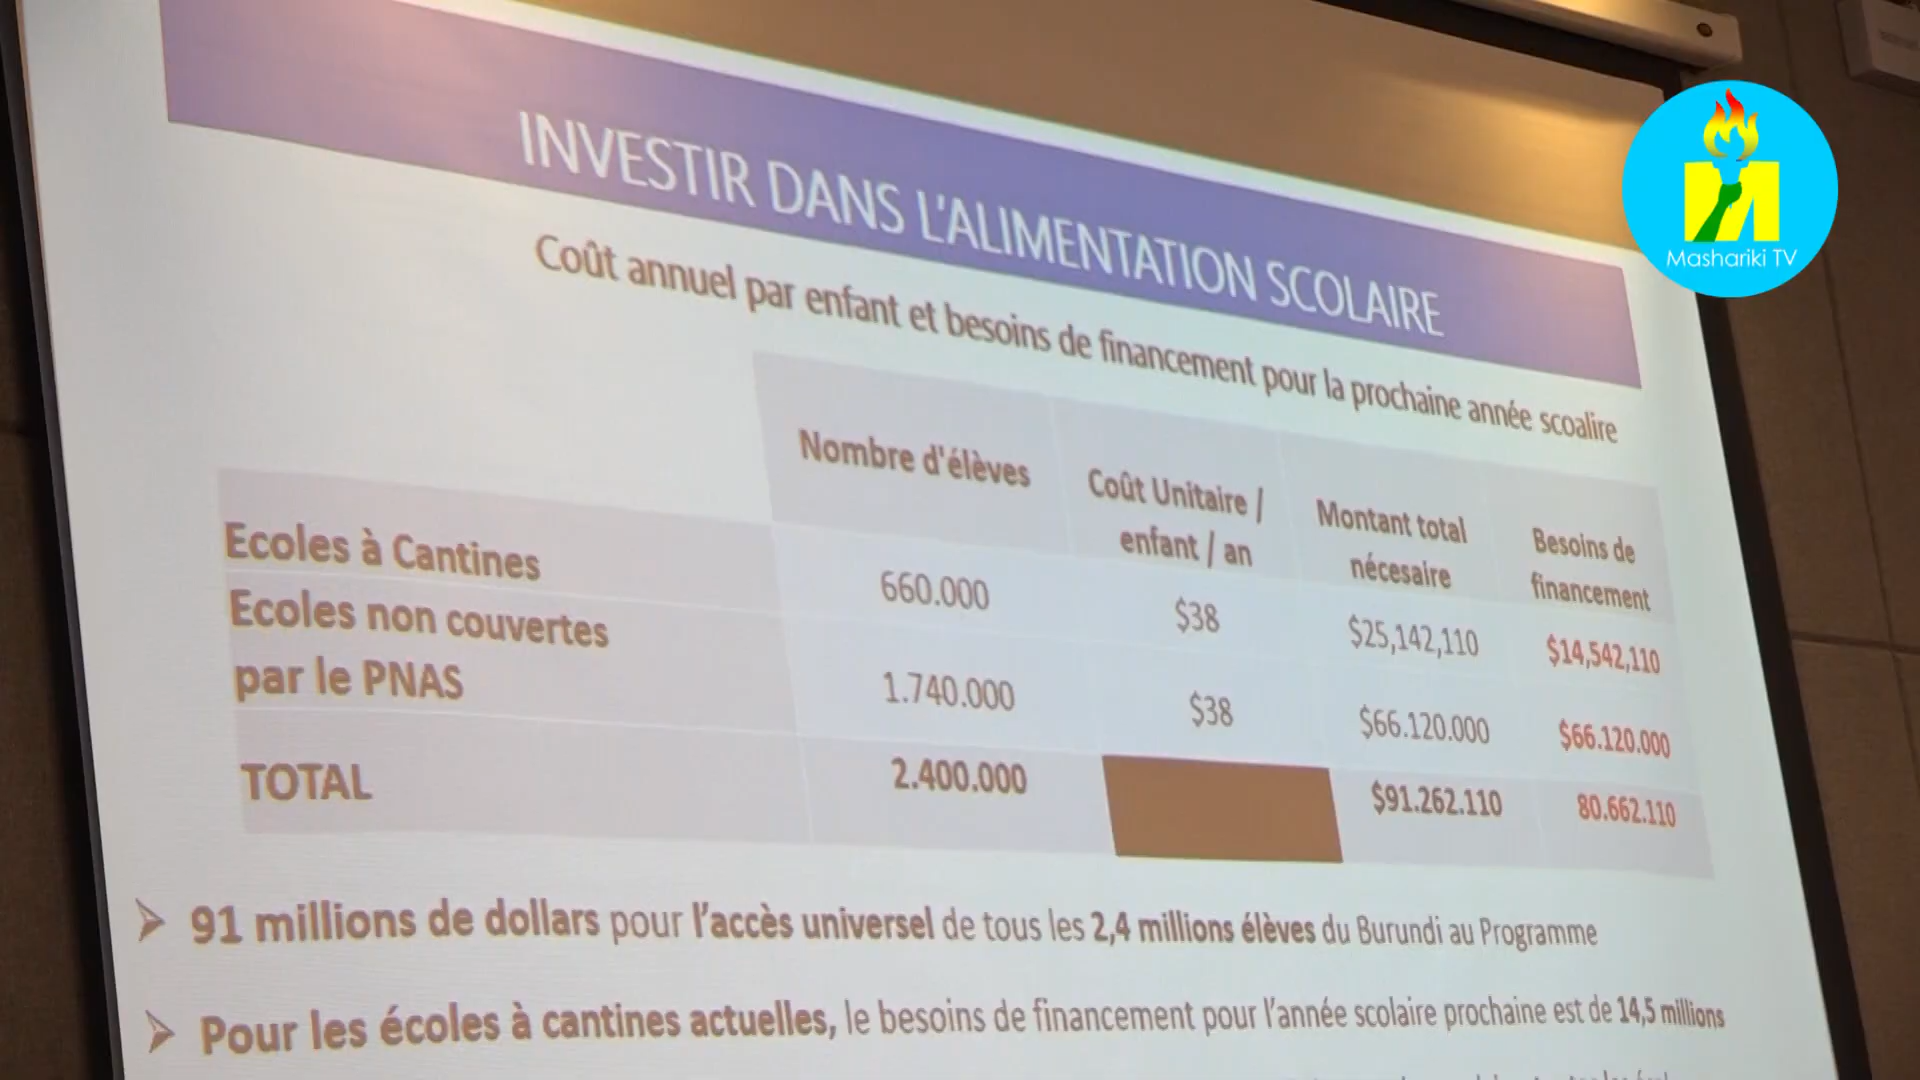 INVESTIR DANS L'ALIMENTATION SCOLAIRE
Coût annuel par enfant et besoins de financement pour la prochaine année scoalire
Nombre d'élèves
Coût Unitaire /
enfant / an
Montant total
nécesaire
Besoins de
financement
Ecoles à Cantines
660.000
$38
$25,142,110
$14,542,110
Ecoles non couvertes
par le PNAS
1.740.000
$38
$66.120.000
$66.120.000
TOTAL
2.400.000
$91.262.110
80.662.110
91 millions de dollars pour l'accès universel de tous les 2,4 millions élèves du Burundi au Programme
Pour les écoles à cantines actuelles, le besoins de financement pour l'année scolaire prochaine est de 14,5 millions
Mashariki TV